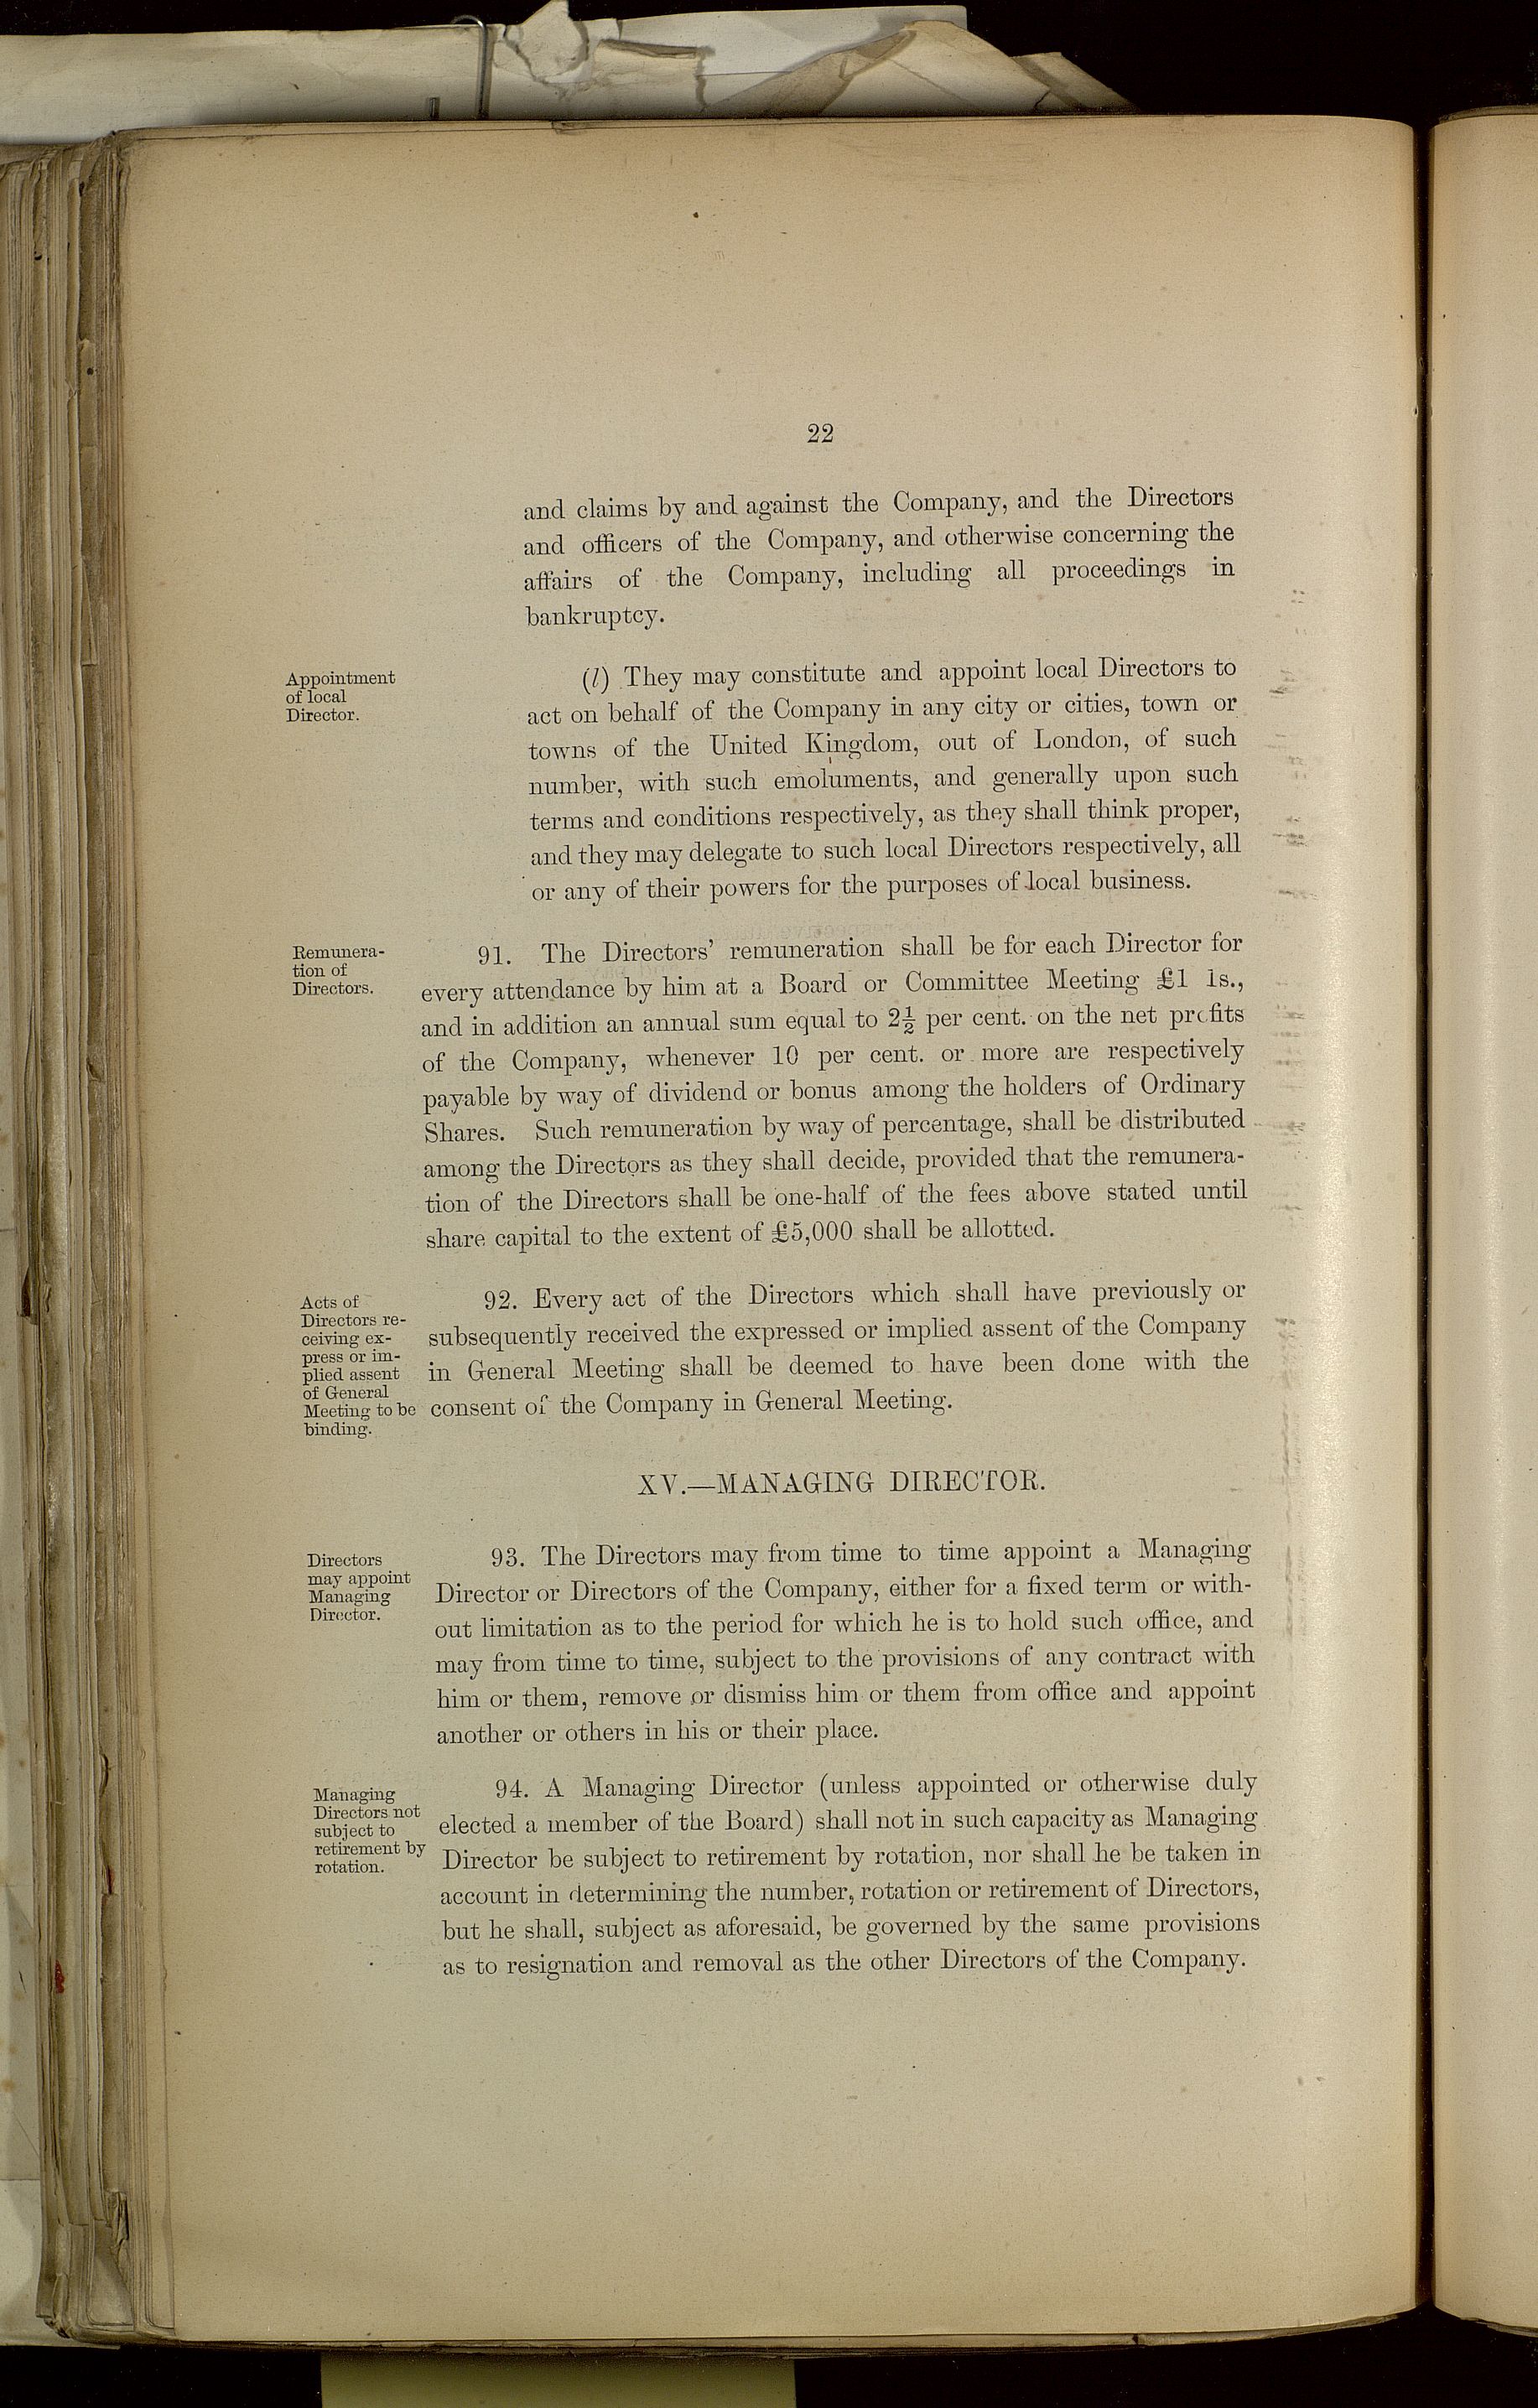 22
and claims by and against the Company, and the Directors
and officers of the Company, and otherwise concerning the
affairs of the Company, including all proceedings in
bankruptcy.
Appointment
of local
Director.
(l) They may constitute and appoint local Directors to
act on behalf of the Company in any city or cities, town or
towns of the United Kingdom, out of London, of such
number, with such emoluments, and generally upon such
terms and conditions respectively, as they shall think proper,
and they may delegate to such local Directors respectively, all
or any of their powers for the purposes of local business.
Remunera-
tion of
Directors.
91. The Directors' remuneration shall be for each Director for
every attendance by him at a Board or Committee Meeting £1 1s.,
and in addition an annual sum equal to 2½ per cent. on the net profits
of the Company, whenever 10 per cent. or more are respectively
payable by way of dividend or bonus among the holders of Ordinary
Shares. Such remuneration by way of percentage, shall be distributed
among the Directors as they shall decide, provided that the remunera-
tion of the Directors shall be one-half of the fees above stated until
share capital to the extent of £5,000 shall be allotted.
Acts of
Directors re-
ceiving ex-
press or im-
plied assent
of General
Meeting to be
binding.
92. Every act of the Directors which shall have previously or
subsequently received the expressed or implied assent of the Company
in General Meeting shall be deemed to have been done with the
consent of the Company in General Meeting.
XV.—MANAGING DIRECTOR.
Directors
may appoint
Managing
Director.
93. The Directors may from time to time appoint a Managing
Director or Directors of the Company, either for a fixed term or with-
out limitation as to the period for which he is to hold such office, and
may from time to time, subject to the provisions of any contract with
him or them, remove or dismiss him or them from office and appoint
another or others in his or their place.
Managing
Directors not
subject to
retirement by
rotation.
94. A Managing Director (unless appointed or otherwise duly
elected a member of the Board) shall not in such capacity as Managing
Director be subject to retirement by rotation, nor shall he be taken in
account in determining the number, rotation or retirement of Directors,
but he shall, subject as aforesaid, be governed by the same provisions
as to resignation and removal as the other Directors of the Company.